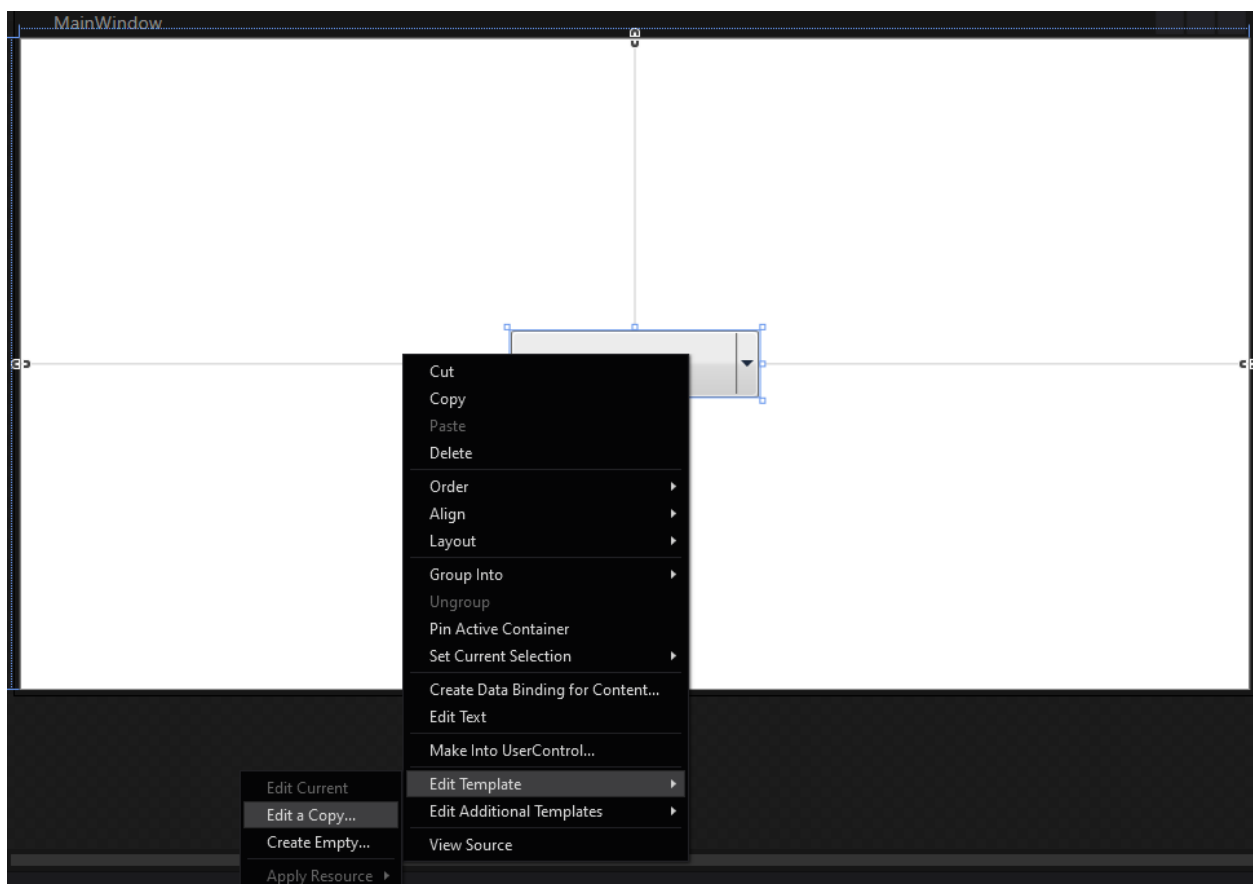 MainWindow
Cut
Copy
Paste
Delete
Order
Align
Layout
Group Into
Ungroup
Pin Active Container
Set Current Selection
Create Data Binding for Content...
Edit Text
Make Into UserControl...
Edit Template
Edit Additional Templates
View Source
Edit Current
Edit a Copy...
Create Empty...
Apply Resource